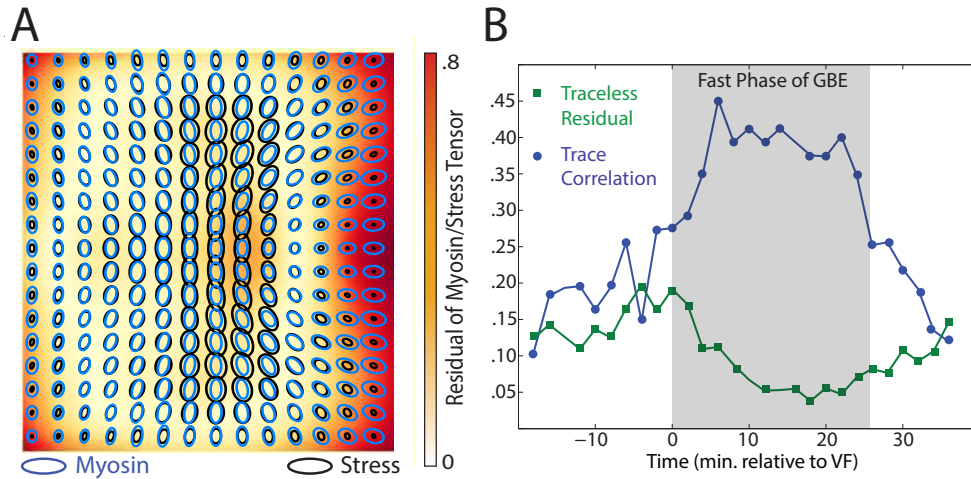 A
.8
0
Residual of Myosin/Stress Tensor
Myosin
Stress
B
Fast Phase of GBE
Traceless
Residual
Trace
Correlation
.45
.40
.35
.30
.25
.20
.15
.10
.05
−10
0
10
20
30
Time (min. relative to VF)